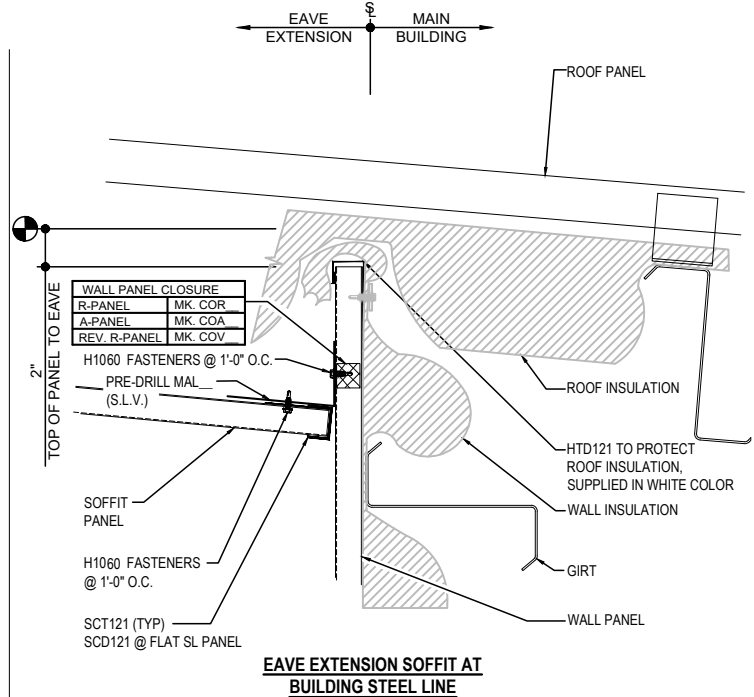 EAVE
EXTENSION
MAIN
BUILDING
ROOF PANEL
2"
TOP OF PANEL TO EAVE
WALL PANEL CLOSURE
R-PANEL MK. COR__
A-PANEL MK. COA__
REV. R-PANEL MK. COV__
H1060 FASTENERS @ 1'-0" O.C.
PRE-DRILL MAL__
(S.L.V.)
ROOF INSULATION
HTD121 TO PROTECT
ROOF INSULATION,
SUPPLIED IN WHITE COLOR
SOFFIT
PANEL
WALL INSULATION
H1060 FASTENERS
@ 1'-0" O.C.
GIRT
SCT121 (TYP)
SCD121 @ FLAT SL PANEL
WALL PANEL
EAVE EXTENSION SOFFIT AT
BUILDING STEEL LINE